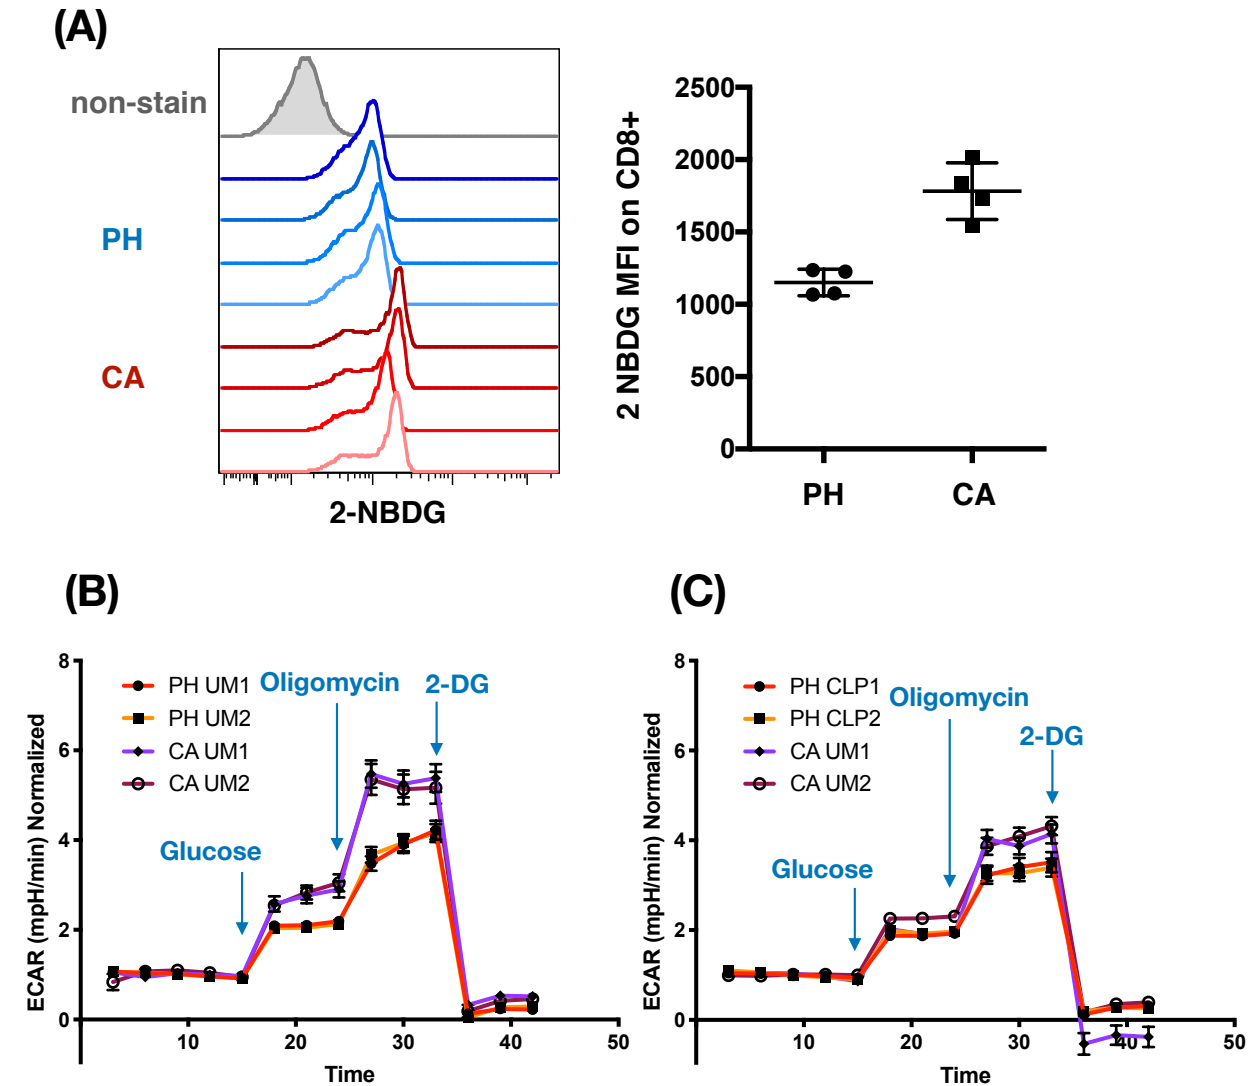 (A)
non-stain
PH
CA
2-NBDG
2 NBDG MFI on CD8+
2500
2000
1500
1000
500
0
PH
CA
(B)
ECAR (mpH/min) Normalized
8
6
4
2
0
PH UM1
PH UM2
CA UM1
CA UM2
Glucose
Oligomycin
2-DG
10
20
30
40
50
Time
(C)
ECAR (mpH/min) Normalized
8
6
4
2
0
PH CLP1
PH CLP2
CA UM1
CA UM2
Glucose
Oligomycin
2-DG
10
20
30
40
50
Time